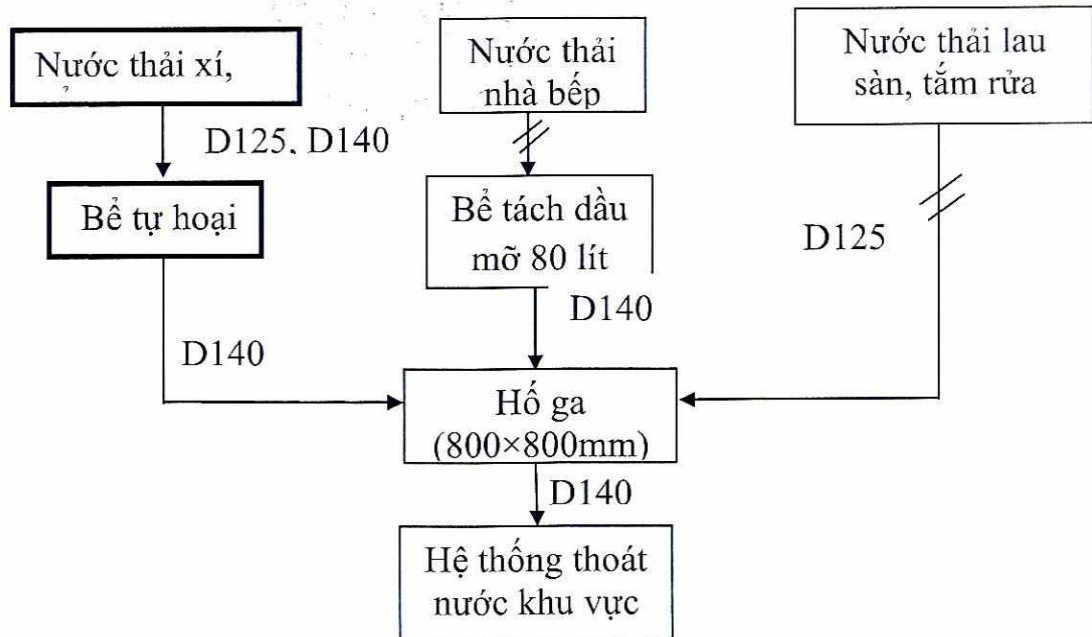 Nước thải xí,
D125, D140
Bể tự hoại
D140
Nước thải
nhà bếp
Bể tách dầu
mỡ 80 lít
D140
Nước thải lau
sàn, tắm rửa
D125
Hố ga
(800×800mm)
D140
Hệ thống thoát
nước khu vực